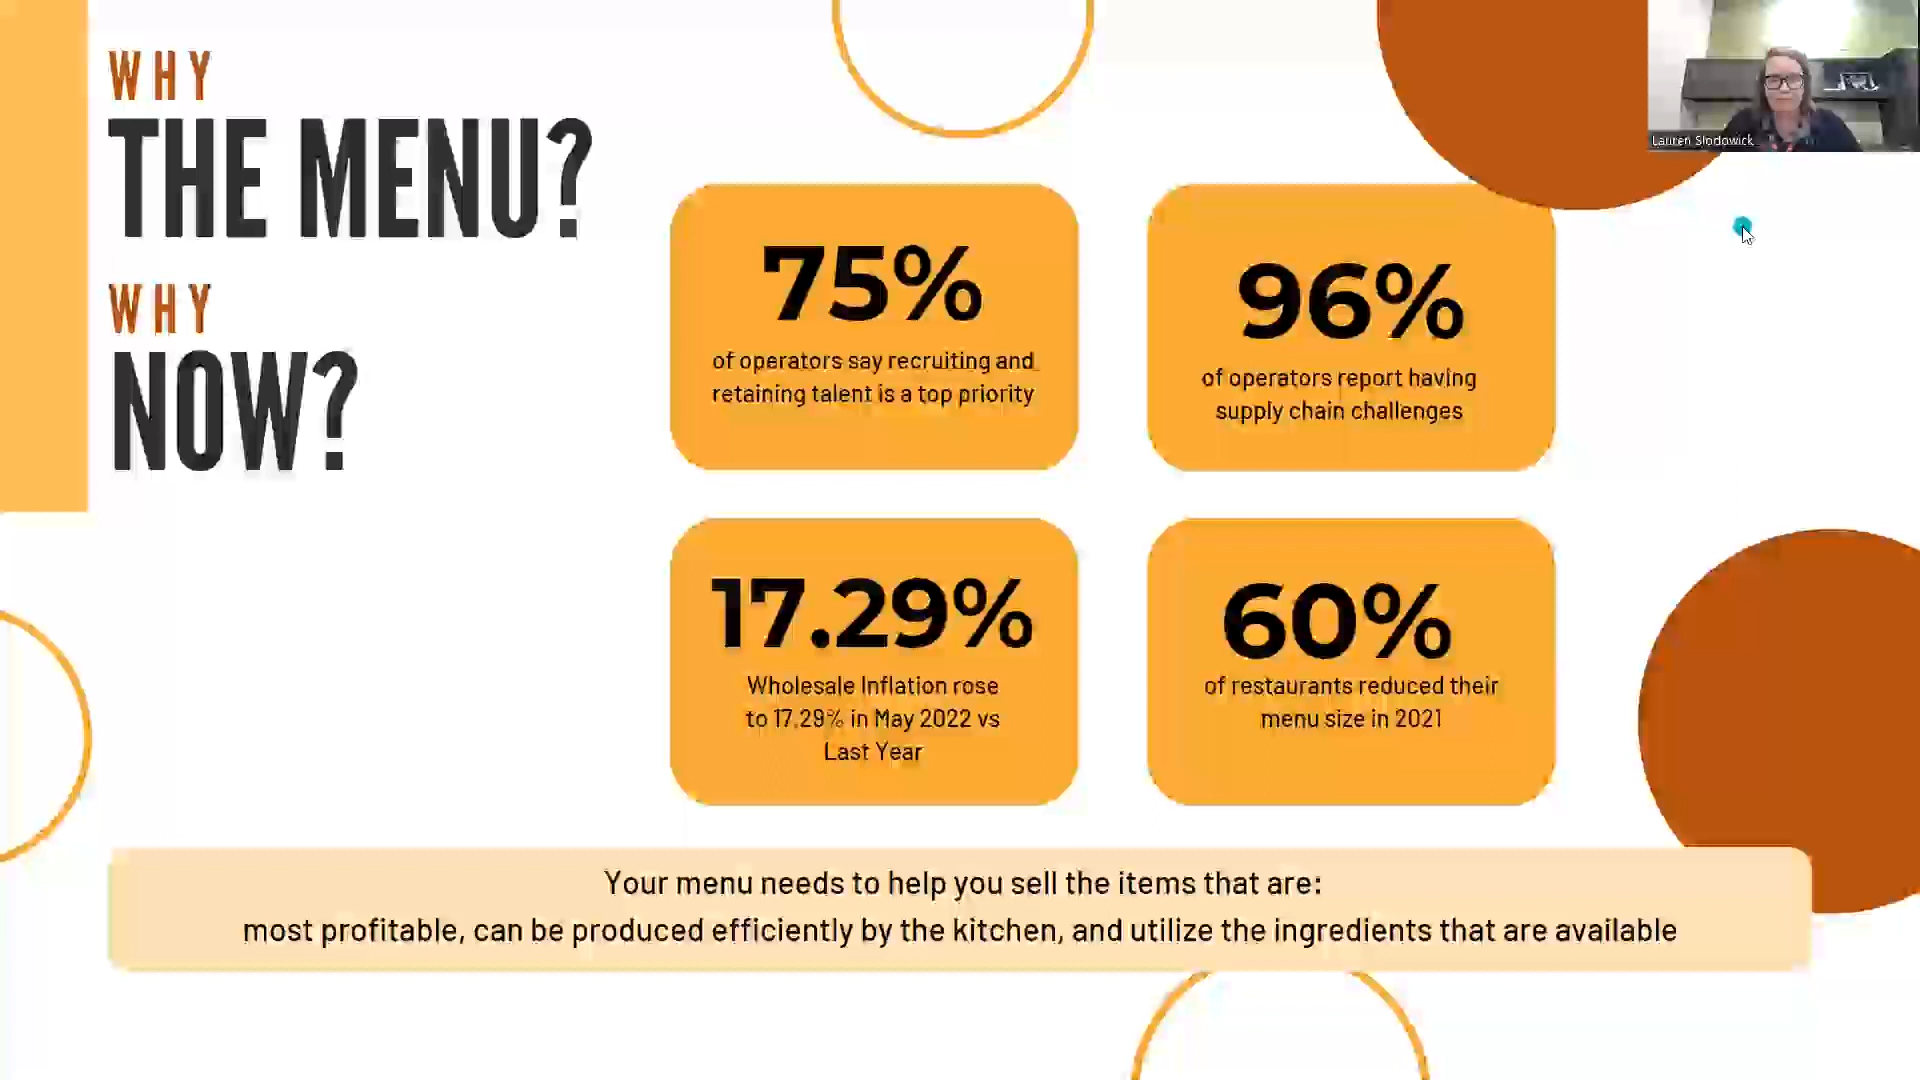 WHY
THE MENU?
WHY
NOW?
75%
of operators say recruiting and
retaining talent is a top priority
96%
of operators report having
supply chain challenges
17.29%
Wholesale Inflation rose
to 17.29% in May 2022 vs
Last Year
60%
of restaurants reduced their
menu size in 2021
Your menu needs to help you sell the items that are:
most profitable, can be produced efficiently by the kitchen, and utilize the ingredients that are available
Lauren Slodowick